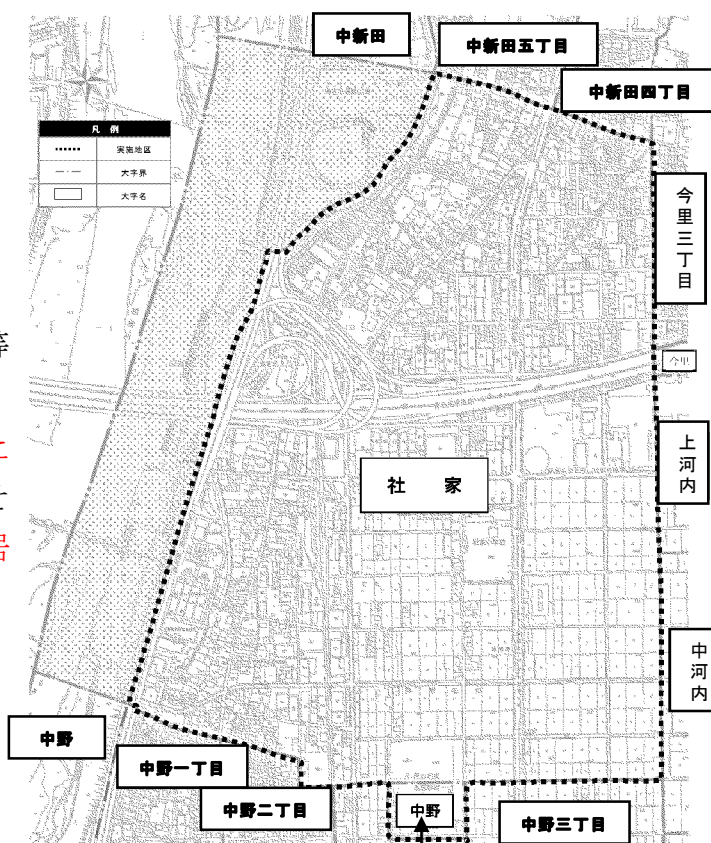 中新田
中新田五丁目
中新田四丁目
凡 例
実施地区
大字界
大字名
今里三丁目
今里
等
上河内
社 家
中河内
中野
中野一丁目
中野二丁目
中野
中野三丁目